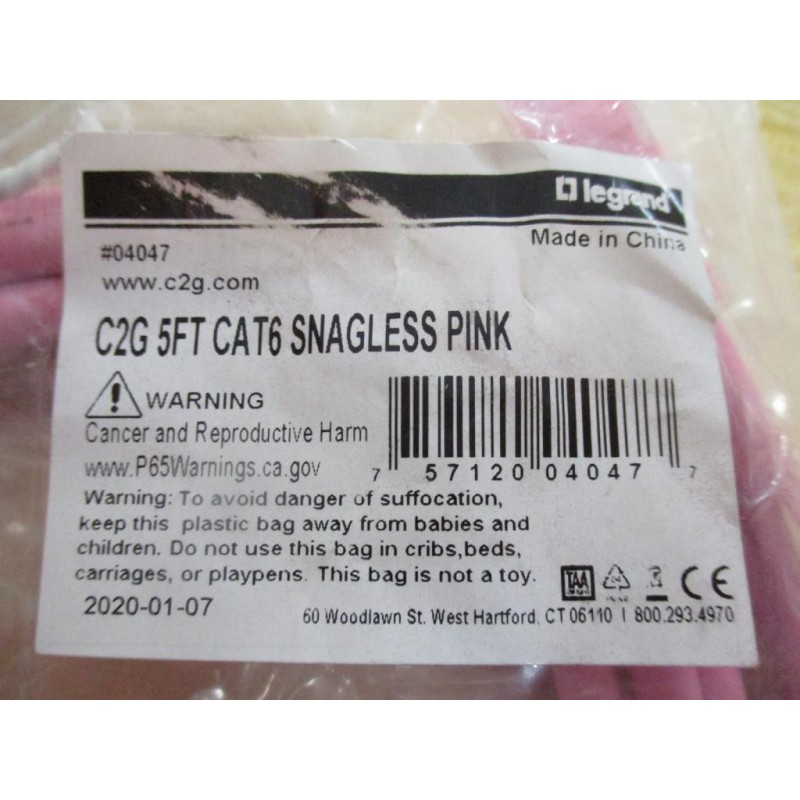 legrand
Made in China
#04047
www.c2g.com
C2G 5FT CAT6 SNAGLESS PINK
WARNING
Cancer and Reproductive Harm
www.P65Warnings.ca.gov
7 57120 04047 7
Warning: To avoid danger of suffocation,
keep this plastic bag away from babies and
children. Do not use this bag in cribs,beds,
carriages, or playpens. This bag is not a toy.
TAA
CE
2020-01-07
60 Woodlawn St. West Hartford, CT 06110 | 800.293.4970